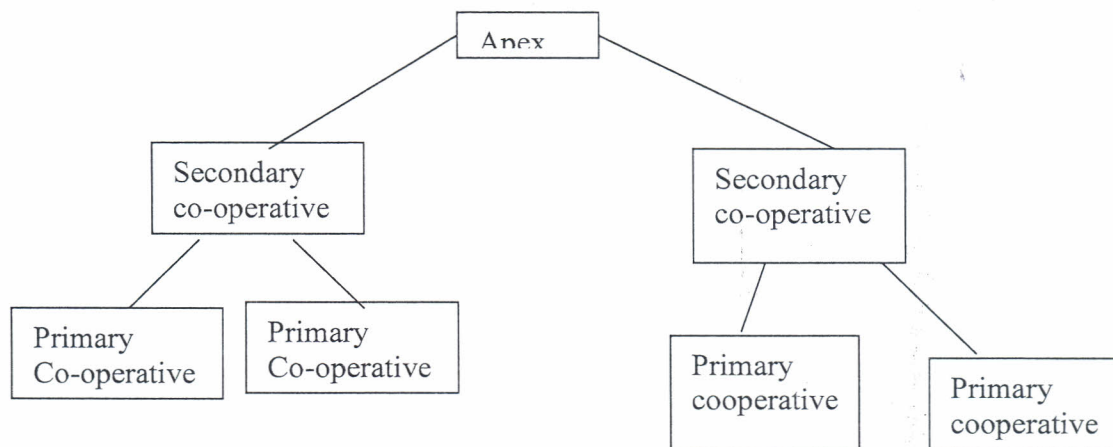 Apex
Secondary
co-operative
Secondary
co-operative
Primary
Co-operative
Primary
Co-operative
Primary
cooperative
Primary
cooperative